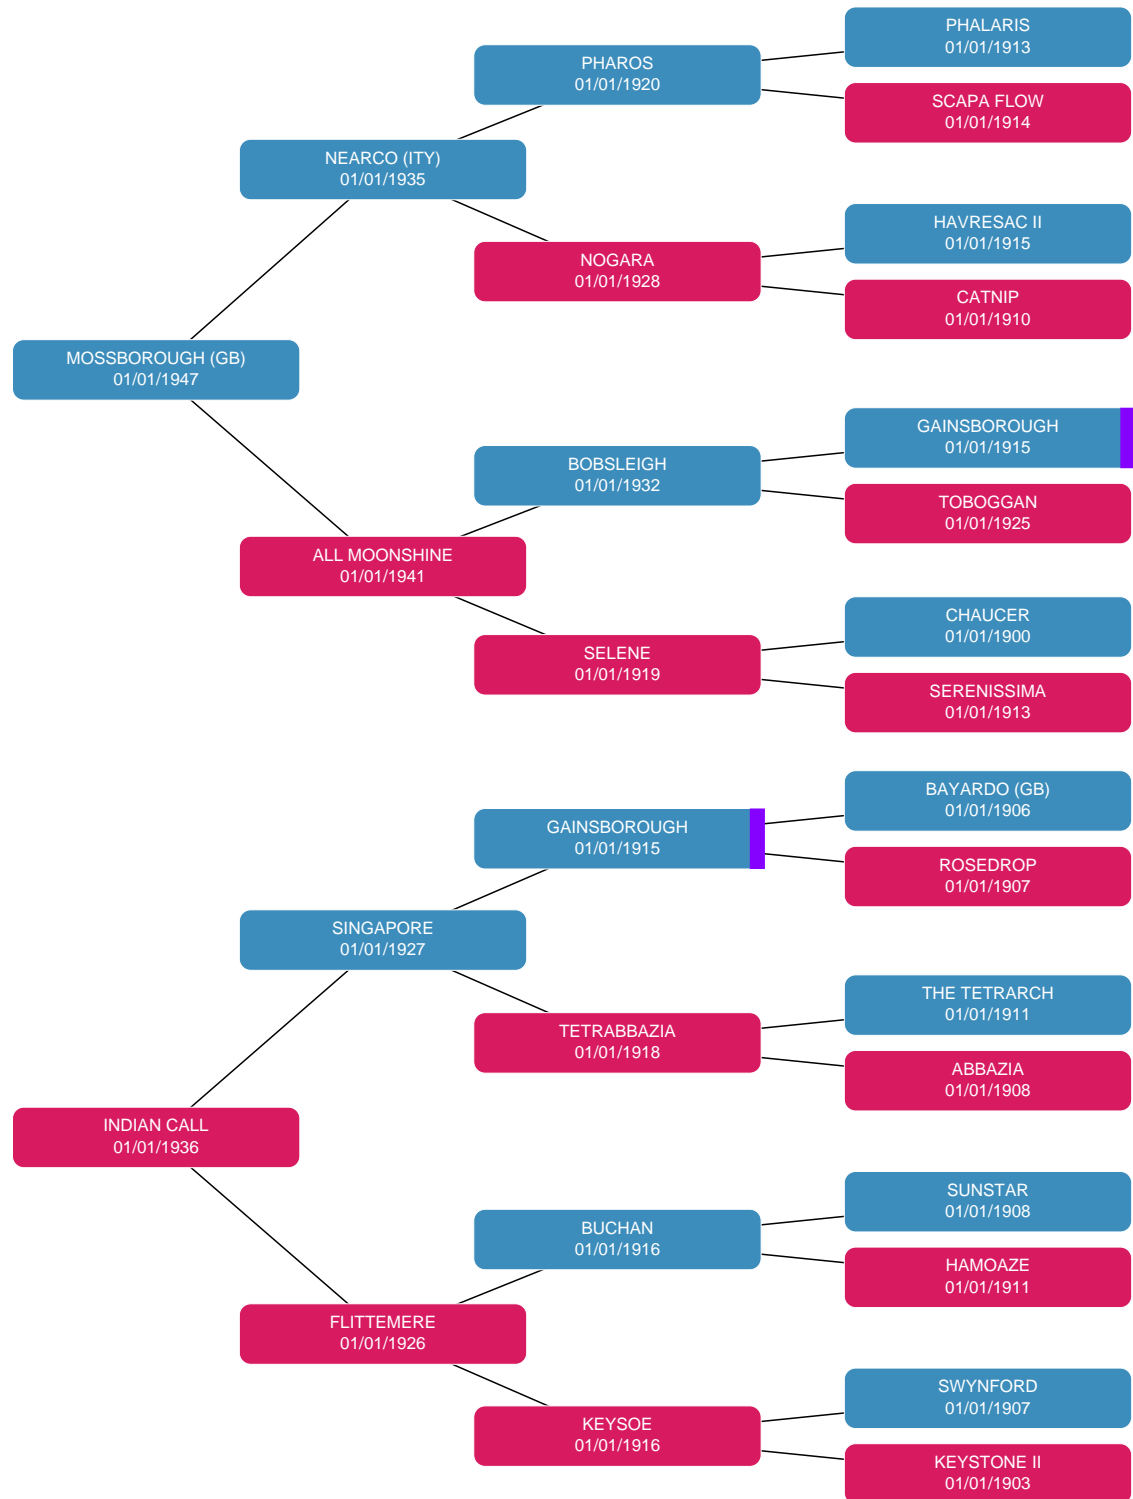 PHALARIS
01/01/1913
PHAROS
01/01/1920
SCAPA FLOW
01/01/1914
NEARCO (ITY)
01/01/1935
HAVRESAC II
01/01/1915
NOGARA
01/01/1928
CATNIP
01/01/1910
MOSSBOROUGH (GB)
01/01/1947
GAINSBOROUGH
01/01/1915
BOBSLEIGH
01/01/1932
TOBOGGAN
01/01/1925
ALL MOONSHINE
01/01/1941
CHAUCER
01/01/1900
SELENE
01/01/1919
SERENISSIMA
01/01/1913
BAYARDO (GB)
01/01/1906
GAINSBOROUGH
01/01/1915
ROSEDROP
01/01/1907
SINGAPORE
01/01/1927
THE TETRARCH
01/01/1911
TETRABBAZIA
01/01/1918
ABBAZIA
01/01/1908
INDIAN CALL
01/01/1936
SUNSTAR
01/01/1908
BUCHAN
01/01/1916
HAMOAZE
01/01/1911
FLITTEMERE
01/01/1926
SWYNFORD
01/01/1907
KEYSOE
01/01/1916
KEYSTONE II
01/01/1903